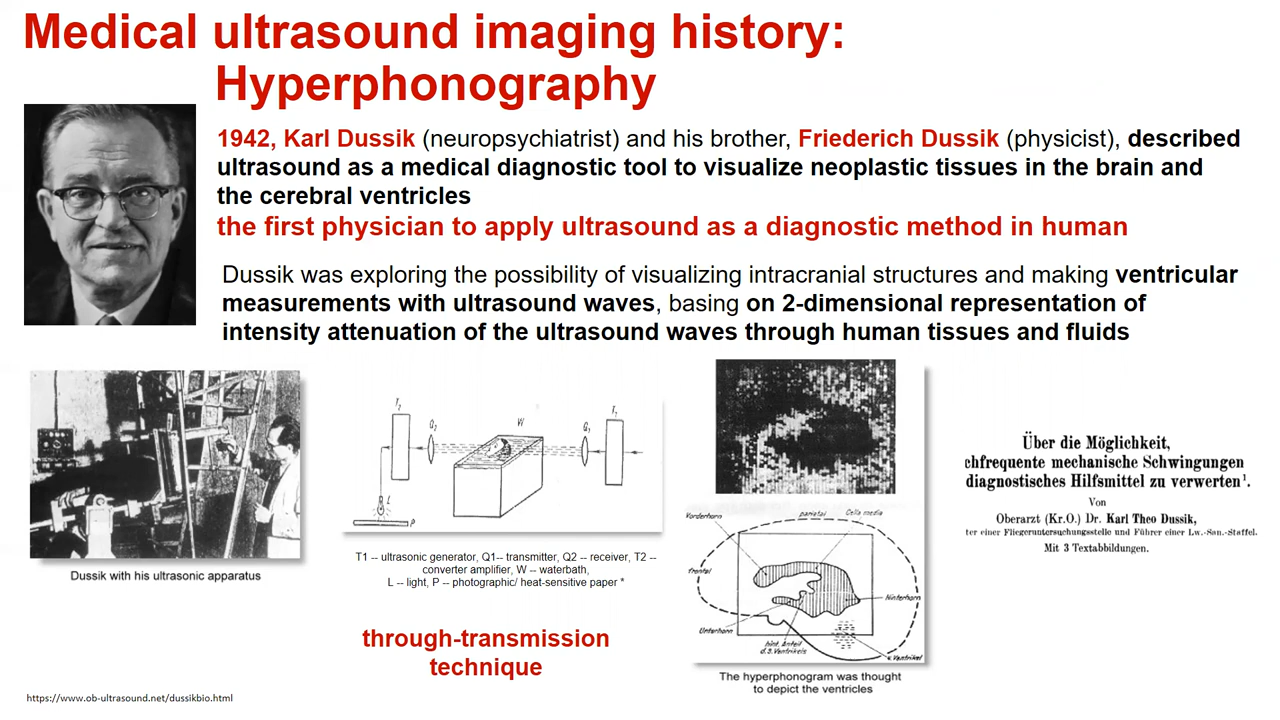 Medical ultrasound imaging history:
Hyperphonography
1942, Karl Dussik (neuropsychiatrist) and his brother, Friederich Dussik (physicist), described
ultrasound as a medical diagnostic tool to visualize neoplastic tissues in the brain and
the cerebral ventricles
the first physician to apply ultrasound as a diagnostic method in human
Dussik was exploring the possibility of visualizing intracranial structures and making ventricular
measurements with ultrasound waves, basing on 2-dimensional representation of
intensity attenuation of the ultrasound waves through human tissues and fluids
Dussik with his ultrasonic apparatus
T2
Q2
W
Q1
T1
L
P
T1 -- ultrasonic generator, Q1-- transmitter, Q2 -- receiver, T2 --
converter amplifier, W -- waterbath,
L -- light, P -- photographic/ heat-sensitive paper *
through-transmission
technique
Vorderhorn
parietal
Cella media
frontal
Hinterhorn
Unterhorn
hint. Anteil
d.3. Ventrikels
4. Ventrikel
The hyperphonogram was thought
to depict the ventricles
Über die Möglichkeit,
chfrequente mechanische Schwingungen
diagnostisches Hilfsmittel zu verwerten¹.
Von
Oberarzt (Kr.O.) Dr. Karl Theo Dussik,
ter einer Fliegeruntersuchungsstelle und Führer einer Lw.-San.-Staffel.
Mit 3 Textabbildungen.
https://www.ob-ultrasound.net/dussikbio.html